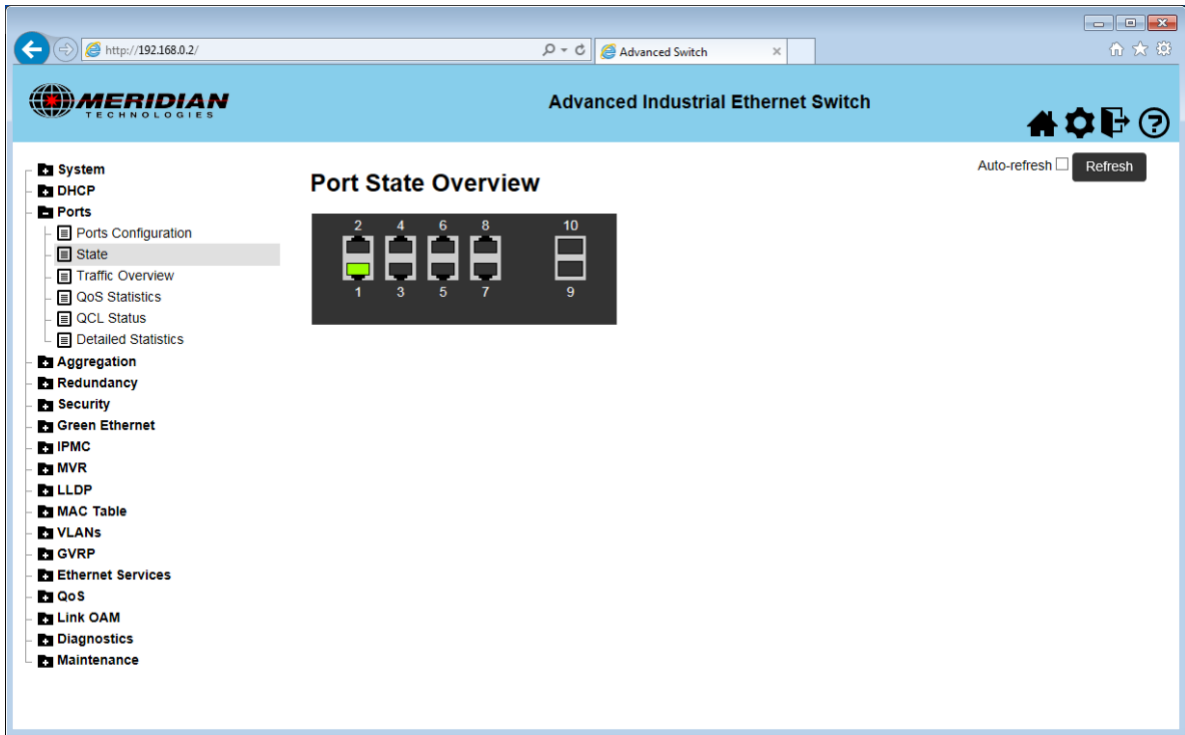 http://192.168.0.2/
Advanced Switch
MERIDIAN
TECHNOLOGIES
Advanced Industrial Ethernet Switch
System
DHCP
Ports
Ports Configuration
State
Traffic Overview
QoS Statistics
QCL Status
Detailed Statistics
Aggregation
Redundancy
Security
Green Ethernet
IPMC
MVR
LLDP
MAC Table
VLANs
GVRP
Ethernet Services
QoS
Link OAM
Diagnostics
Maintenance
Auto-refresh Refresh
Port State Overview
2 4 6 8 10
1 3 5 7 9